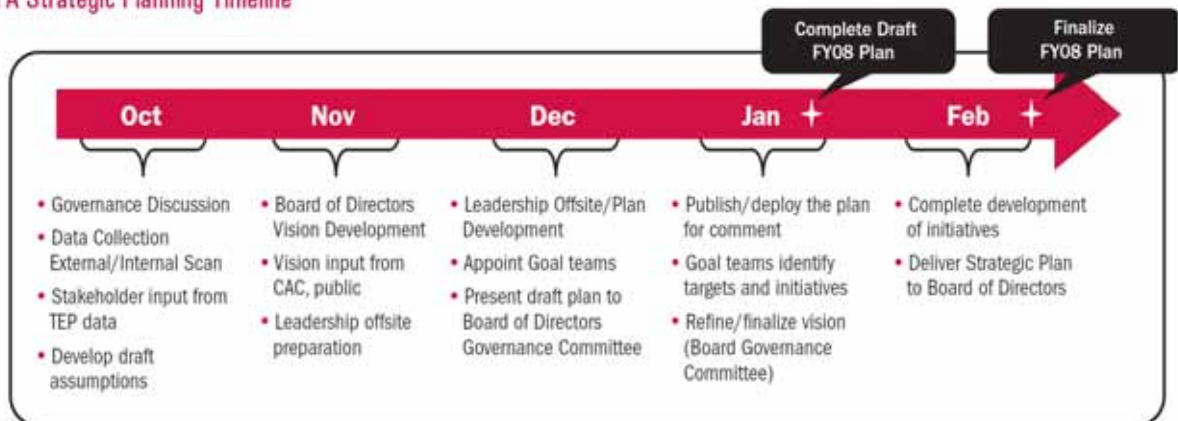 A Strategic Planning Timeline
Complete Draft
FY08 Plan
Finalize
FY08 Plan
Oct
Nov
Dec
Jan
Feb
• Governance Discussion
• Data Collection
External/Internal Scan
• Stakeholder input from
TEP data
• Develop draft
assumptions
• Board of Directors
Vision Development
• Vision input from
CAC, public
• Leadership offsite
preparation
• Leadership Offsite/Plan
Development
• Appoint Goal teams
• Present draft plan to
Board of Directors
Governance Committee
• Publish/deploy the plan
for comment
• Goal teams identify
targets and initiatives
• Refine/finalize vision
(Board Governance
Committee)
• Complete development
of initiatives
• Deliver Strategic Plan
to Board of Directors